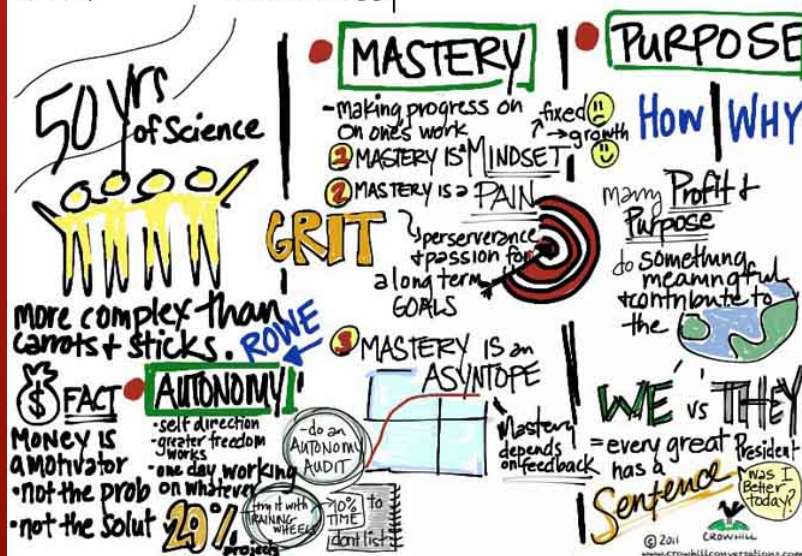 50 yrs
of Science
more complex than
carrots + sticks.
ROWE
$ FACT
MONEY IS
a motivator
• not the prob
• not the solut
AUTONOMY
- self direction
- greater freedom
works
- one day working
on whatever
20%
projects
- do an
AUTONOMY
AUDIT
try it with
TRAINING
WHEELS
→10%
TIME
to
dont list
MASTERY
- making progress on
on one's work
fixed
→ growth
1 MASTERY IS a MINDSET
2 MASTERY IS a PAIN
GRIT
perserverance
+ passion for
a long term
GOALS
3 MASTERY IS an
ASYNTOPE
Mastery
depends
on feedback
PURPOSE
HOW | WHY
marry Profit +
Purpose
do something
meaningful
+ contribute to
the
WE vs THEY
= every great President
has a
Sentence
was I
Better
today?
© 2011
CROWHILL
www.crowhillconversations.com